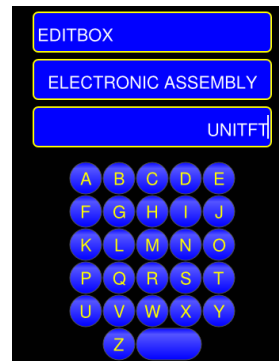 EDITBOX
ELECTRONIC ASSEMBLY
UNITFT
A B C D E
F G H I J
K L M N O
P Q R S T
U V W X Y
Z